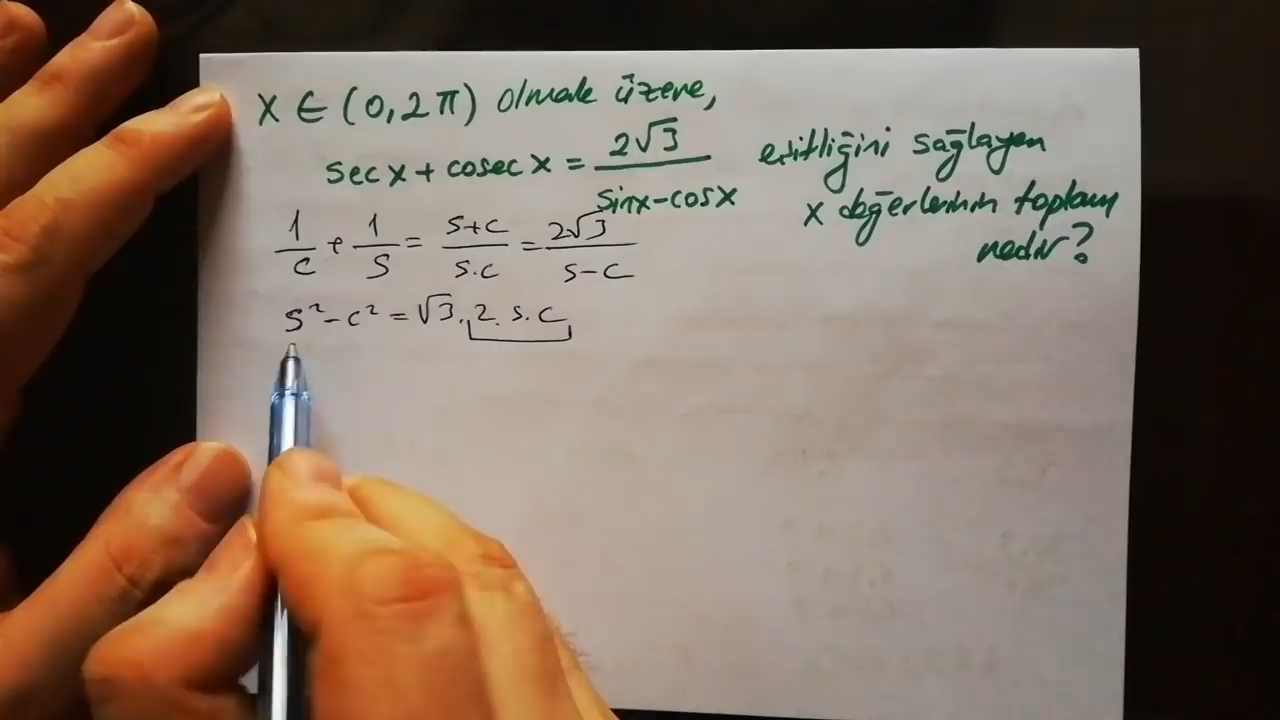 x ∈ (0, 2π) olmak üzere,
sec x + cosec x = 2√3 / sinx - cosx eşitliğini sağlayan
x değerlerinin toplamı
nedir?
1/c + 1/s = s+c / s.c = 2√3 / s-c
s² - c² = √3 . 2. s. c